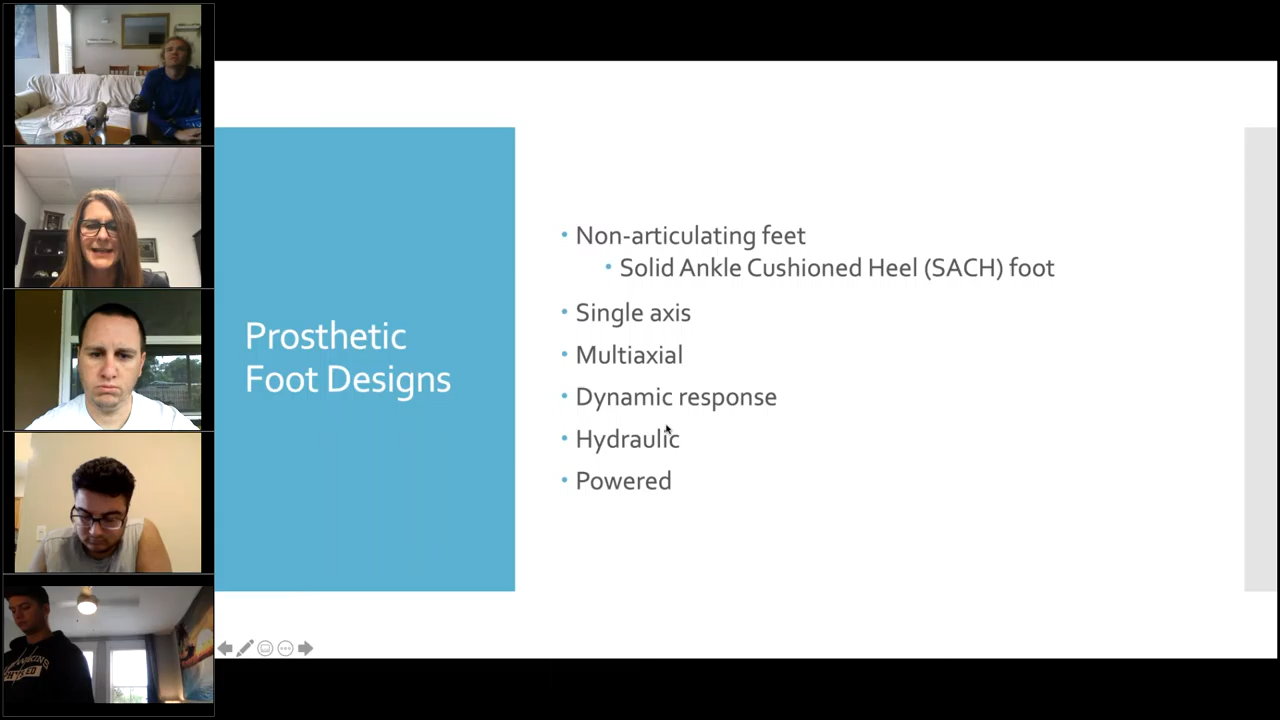 Prosthetic
Foot Designs
• Non-articulating feet
• Solid Ankle Cushioned Heel (SACH) foot
• Single axis
• Multiaxial
• Dynamic response
• Hydraulic
• Powered